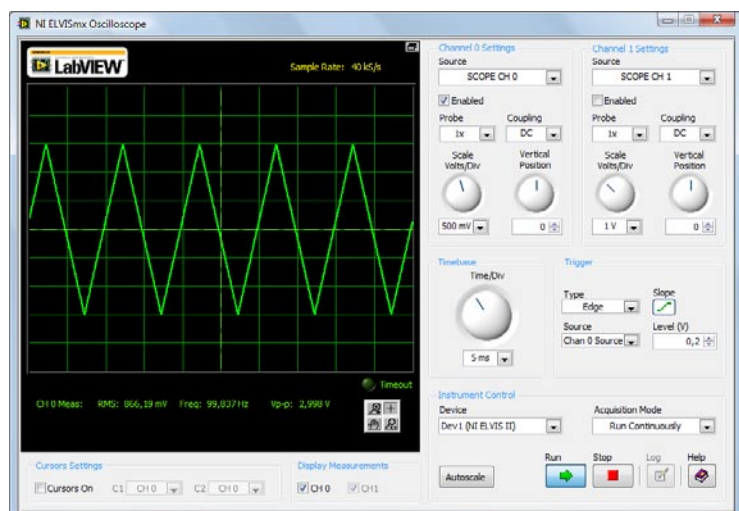 NI ELVISmx Oscilloscope
LabVIEW
Sample Rate: 40 kS/s
Timeout
CH 0 Meas: RMS: 866,19 mV Freq: 99,837 Hz Vp-p: 2,998 V
Cursors Settings
Cursors On C1 CH 0 C2 CH 0
Display Measurements
CH 0 CH1
Channel 0 Settings
Source
SCOPE CH 0
Enabled
Probe Coupling
1x DC
Scale Vertical
Volts/Div Position
500 mV 0
Channel 1 Settings
Source
SCOPE CH 1
Enabled
Probe Coupling
1x DC
Scale Vertical
Volts/Div Position
1 V 0
Timebase
Time/Div
5 ms
Trigger
Type Slope
Edge
Source Level (V)
Chan 0 Source 0,2
Instrument Control
Device Acquisition Mode
Dev1 (NI ELVIS II) Run Continuously
Run Stop Log Help
Autoscale